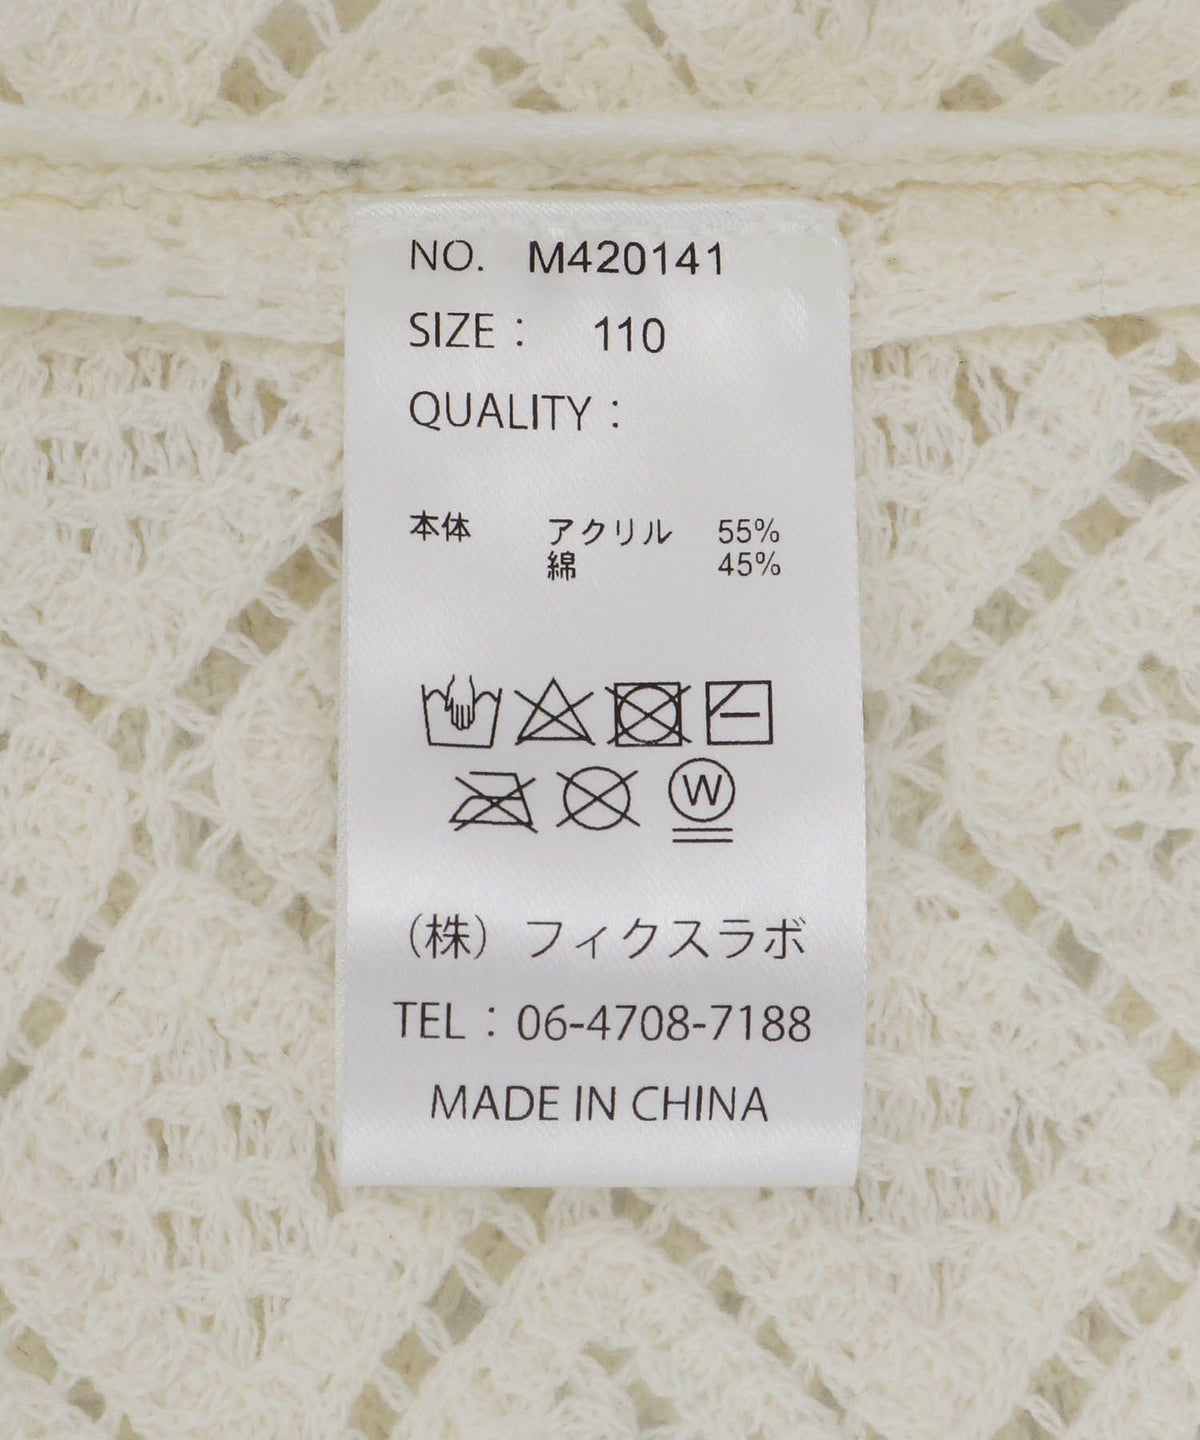 NO. M420141
SIZE : 110
QUALITY :
本体 アクリル 55%
綿 45%
W
(株) フィクスラボ
TEL : 06-4708-7188
MADE IN CHINA